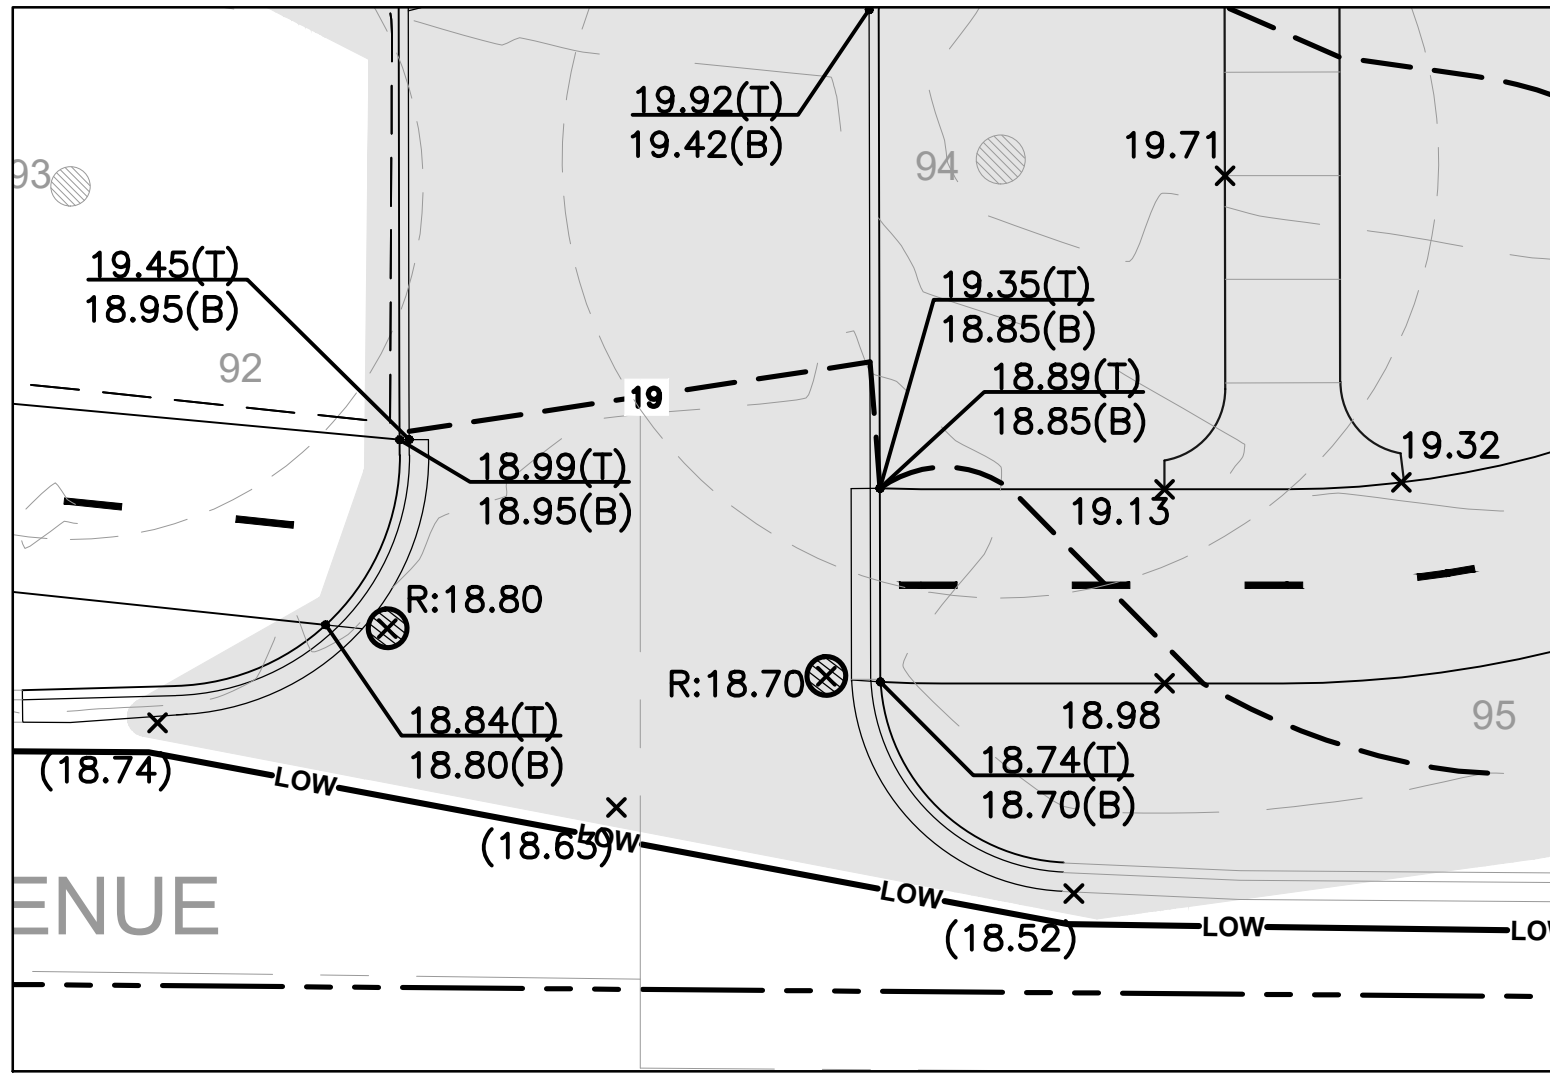 19.92(T)
19.42(B)
93
94
19.71
19.45(T)
18.95(B)
19.35(T)
18.85(B)
92
18.89(T)
18.85(B)
19
19.32
18.99(T)
18.95(B)
19.13
R:18.80
R:18.70
18.84(T)
18.80(B)
18.98
95
18.74(T)
18.70(B)
(18.74)
LOW
(18.63)
LOW
LOW
ENUE
LOW
(18.52)
LOW